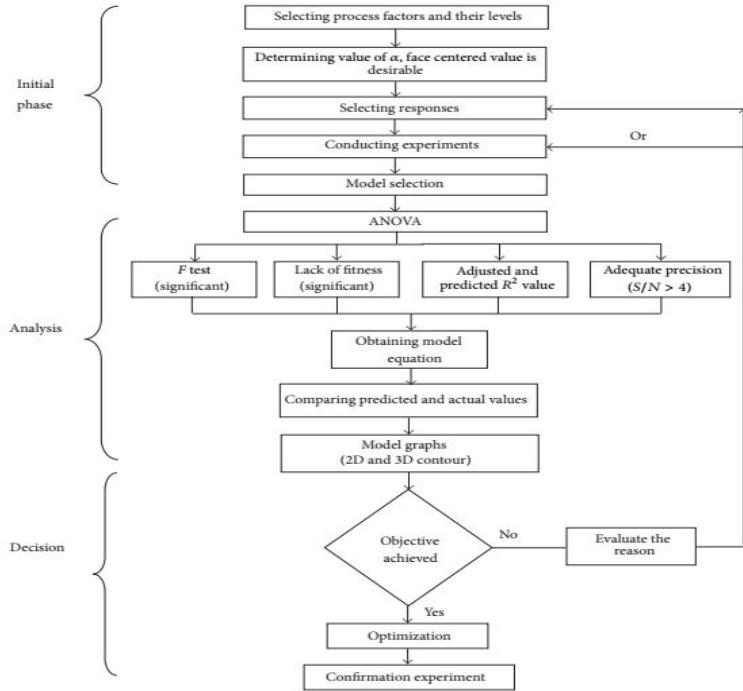 Selecting process factors and their levels
Determining value of α, face centered value is
desirable
Initial
phase
Selecting responses
Or
Conducting experiments
Model selection
ANOVA
F test
(significant)
Lack of fitness
(significant)
Adjusted and
predicted R² value
Adequate precision
(S/N > 4)
Analysis
Obtaining model
equation
Comparing predicted and actual values
Model graphs
(2D and 3D contour)
Decision
Objective
achieved
No
Evaluate the
reason
Yes
Optimization
Confirmation experiment